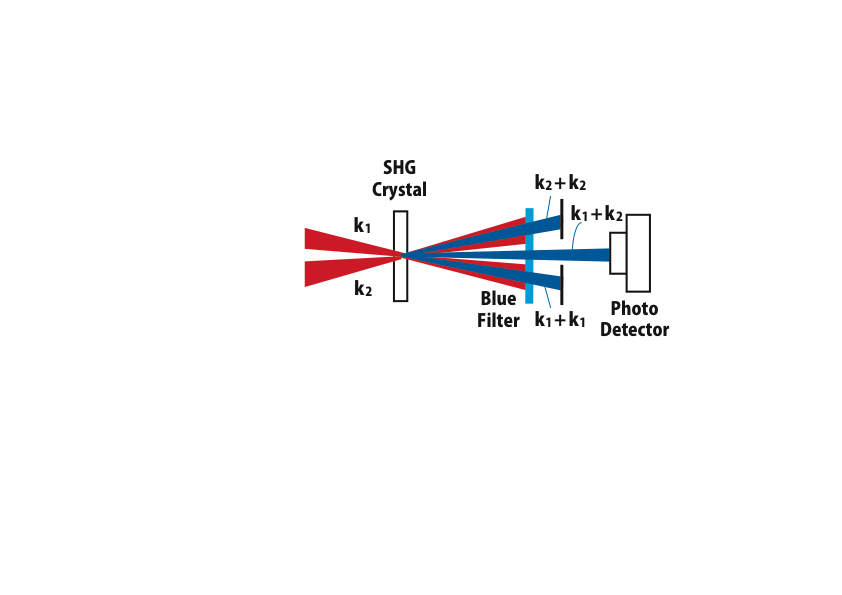 SHG
Crystal
k₂+k₂
k₁+k₂
k₁
k₂
Blue
Filter
k₁+k₁
Photo
Detector